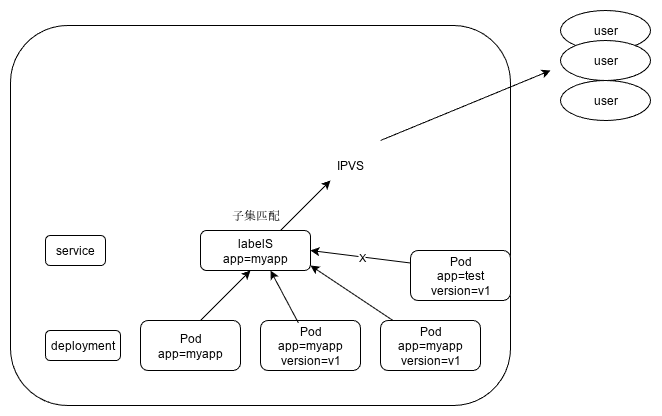 user
user
user
IPVS
子集匹配
service
labelS
app=myapp
X
Pod
app=test
version=v1
deployment
Pod
app=myapp
Pod
app=myapp
version=v1
Pod
app=myapp
version=v1